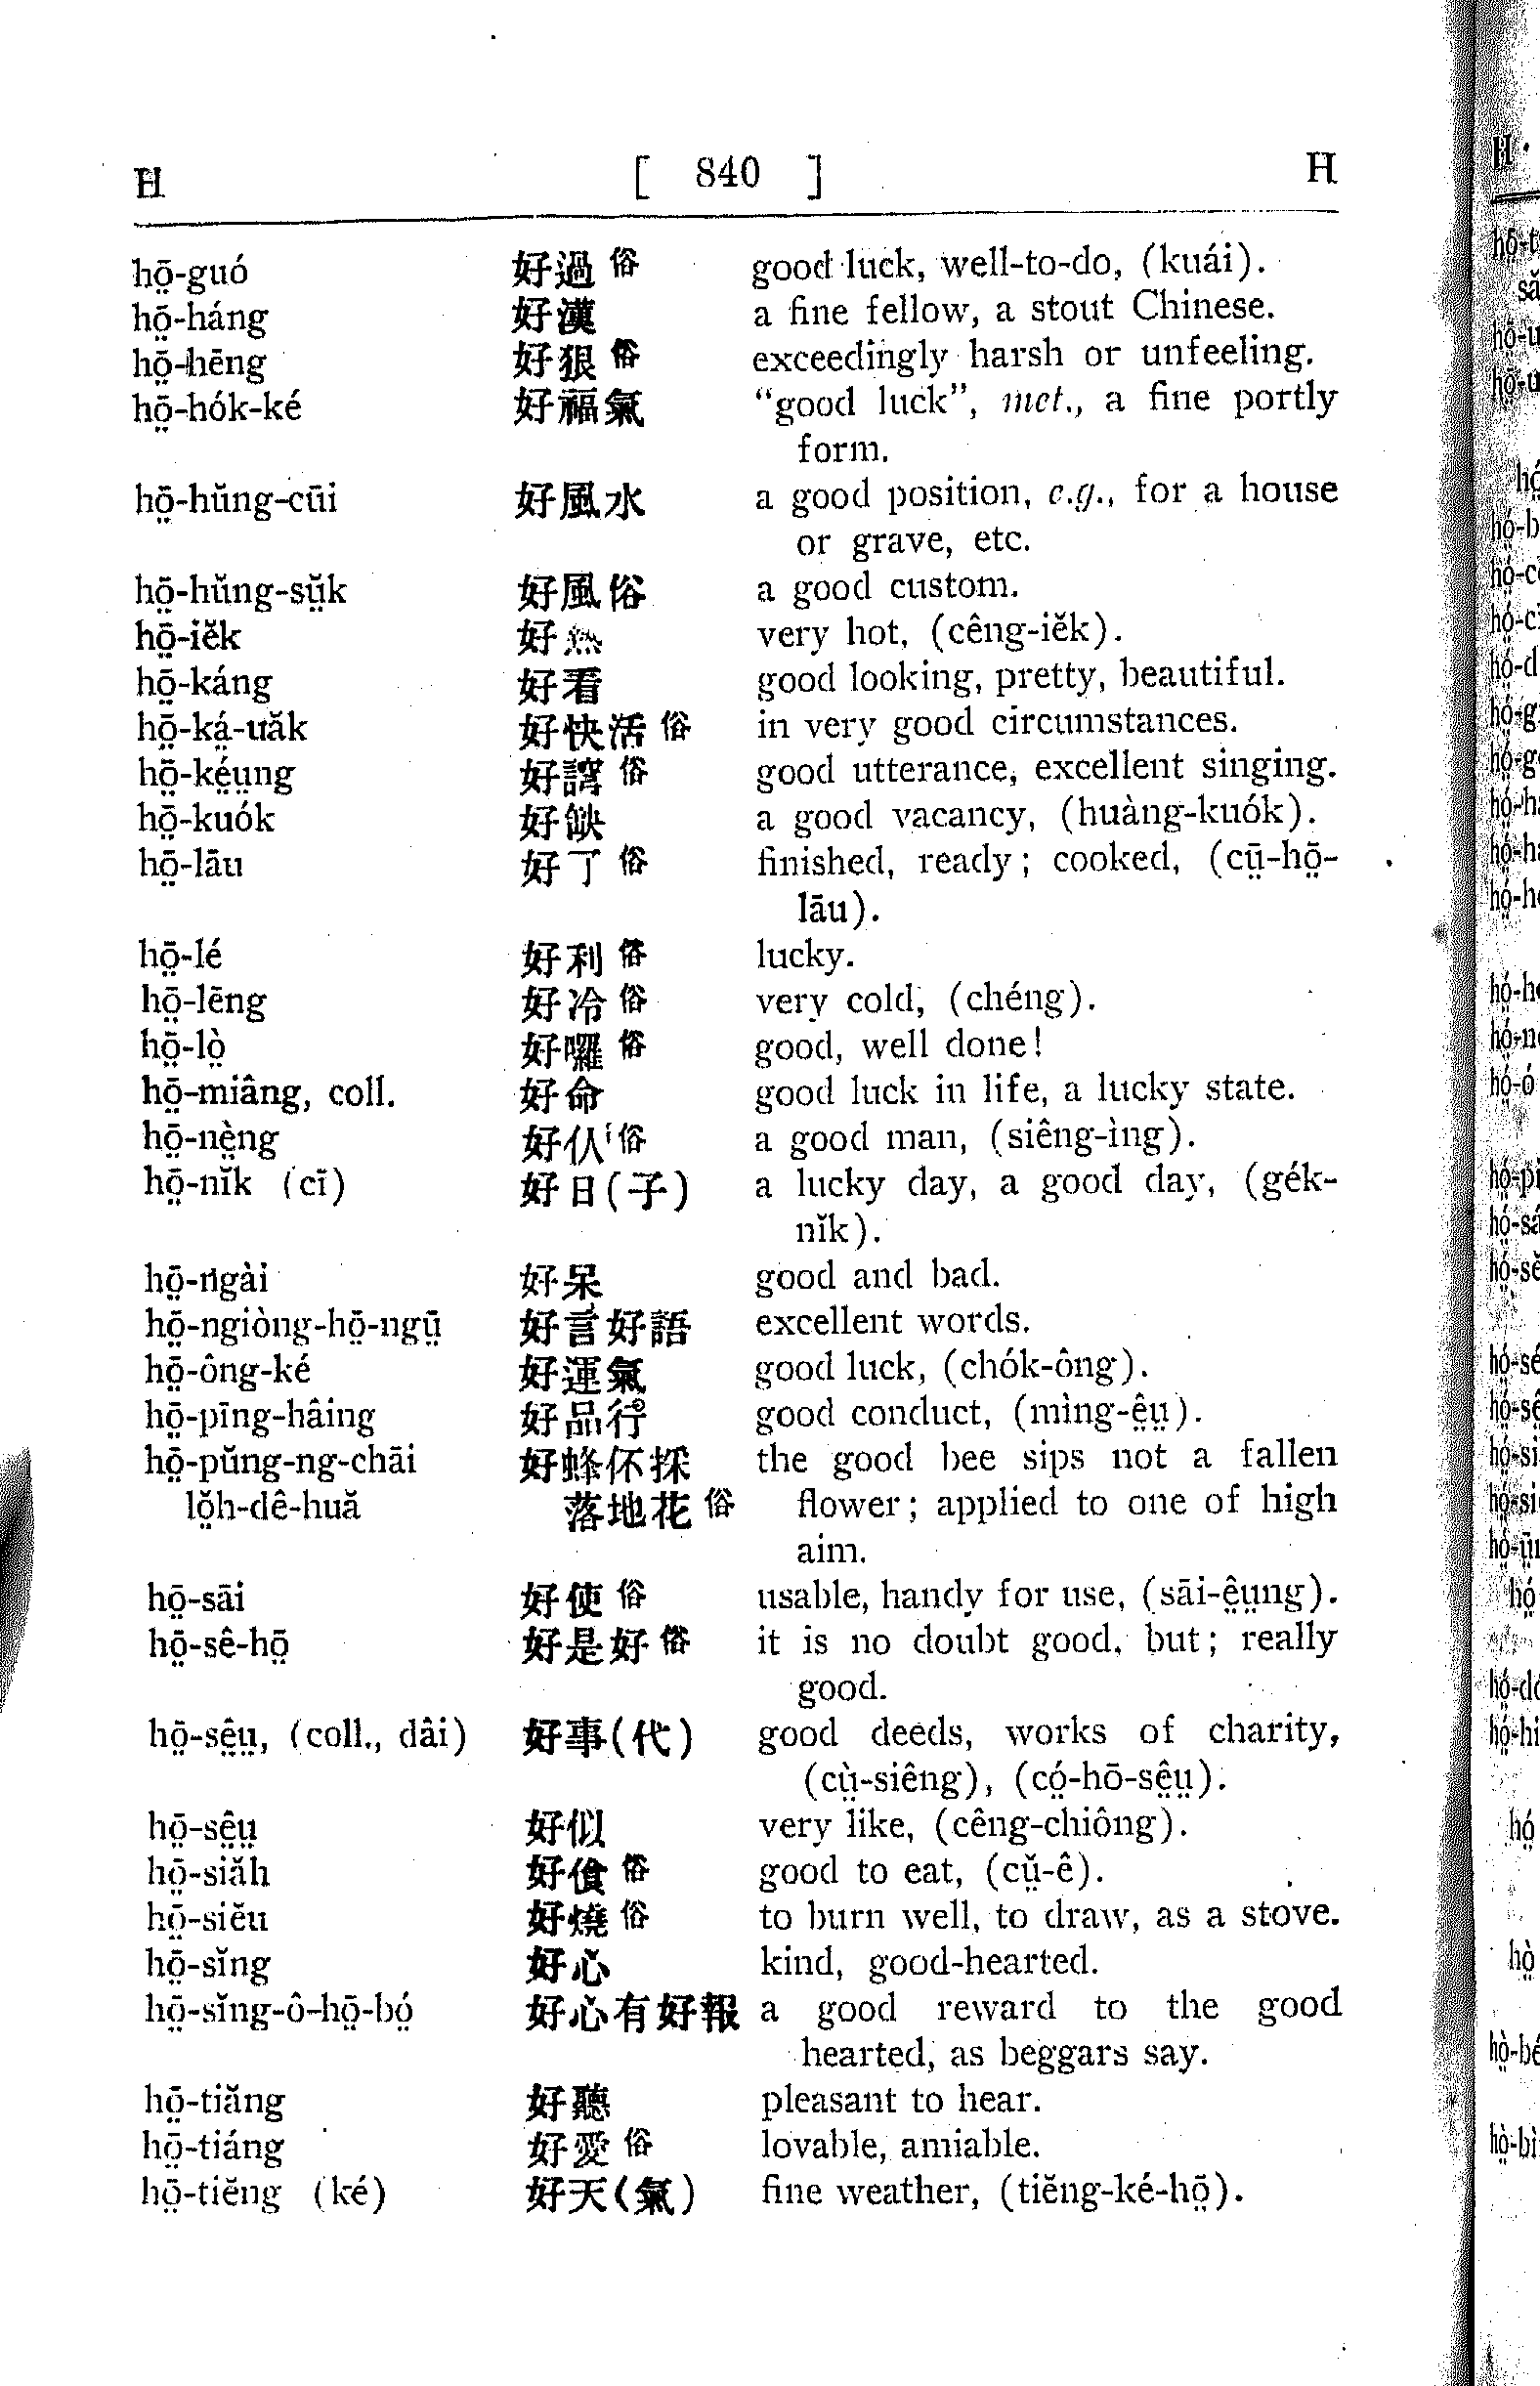 H [ 840 ] H
hō̤-guó 好過 俗 good luck, well-to-do, (kuái).
hō̤-háng 好漢 a fine fellow, a stout Chinese.
hō̤-hēng 好狠 俗 exceedingly harsh or unfeeling.
hō̤-hók-ké 好福氣 “good luck”, met., a fine portly
form.
hō̤-hŭng-cūi 好風水 a good position, e.g., for a house
or grave, etc.
hō̤-hŭng-sṳ̆k 好風俗 a good custom.
hō̤-iĕk 好熱 very hot, (cêng-iĕk).
hō̤-káng 好看 good looking, pretty, beautiful.
hō̤-ká̤-uăk 好快活 俗 in very good circumstances.
hō̤-ké̤ṳng 好 俗 good utterance, excellent singing.
hō̤-kuók 好缺 a good vacancy, (huàng-kuók).
hō̤-lāu 好了 俗 finished, ready; cooked, (cṳ̄-hō̤-
lāu).
hō̤-lé 好利 俗 lucky.
hō̤-lēng 好冷 俗 very cold, (chéng).
hō̤-lò̤ 好囉 俗 good, well done!
hō̤-miâng, coll. 好命 good luck in life, a lucky state.
hō̤-nè̤ng 好仈 俗 a good man, (siêng-ìng).
hō̤-nĭk (cī) 好日(子) a lucky day, a good day, (gék-
nĭk).
hō̤-ngài 好呆 good and bad.
hō̤-ngiòng-hō̤-ngṳ̄ 好言好語 excellent words.
hō̤-ông-ké 好運氣 good luck, (chók-ông).
hō̤-pīng-hâing 好品行 good conduct, (mìng-ê̤ṳ).
hō̤-pŭng-ng-chāi 好蜂伓採 the good bee sips not a fallen
lŏ̤h-dê-huă 落地花 俗 flower; applied to one of high
aim.
hō̤-sāi 好使 俗 usable, handy for use, (sāi-ê̤ṳng).
hō̤-sê-hō̤ 好是好 俗 it is no doubt good, but; really
good.
hō̤-sê̤ṳ, (coll., dâi) 好事(代) good deeds, works of charity,
(cṳ̀-siêng), (có̤-hō-sê̤ṳ).
hō̤-sê̤ṳ 好似 very like, (cêng-chiông).
hō̤-siăh 好食 俗 good to eat, (cṳ̆-ê).
hō̤-siĕu 好燒 俗 to burn well, to draw, as a stove.
hō̤-sĭng 好心 kind, good-hearted.
hō̤-sĭng-ô-hō̤-bó̤ 好心有好報 a good reward to the good
hearted, as beggars say.
hō̤-tiăng 好聽 pleasant to hear.
hō̤-tiáng 好愛 俗 lovable, amiable.
hō̤-tiĕng (ké) 好天(氣) fine weather, (tiĕng-ké-hō̤).